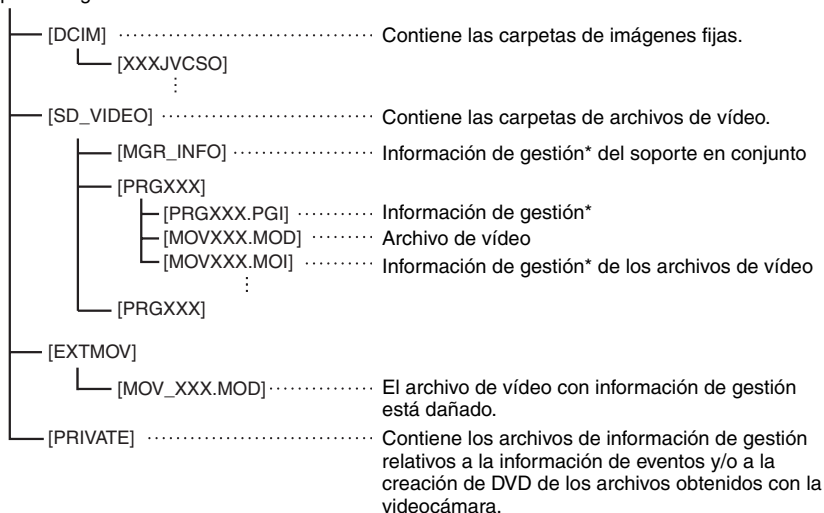 [DCIM] Contiene las carpetas de imágenes fijas.
[XXXJVCSO]
[SD_VIDEO] Contiene las carpetas de archivos de vídeo.
[MGR_INFO] Información de gestión* del soporte en conjunto
[PRGXXX]
[PRGXXX.PGI] Información de gestión*
[MOVXXX.MOD] Archivo de vídeo
[MOVXXX.MOI] Información de gestión* de los archivos de vídeo
[PRGXXX]
[EXTMOV]
[MOV_XXX.MOD] El archivo de vídeo con información de gestión
está dañado.
[PRIVATE] Contiene los archivos de información de gestión
relativos a la información de eventos y/o a la
creación de DVD de los archivos obtenidos con la
videocámara.